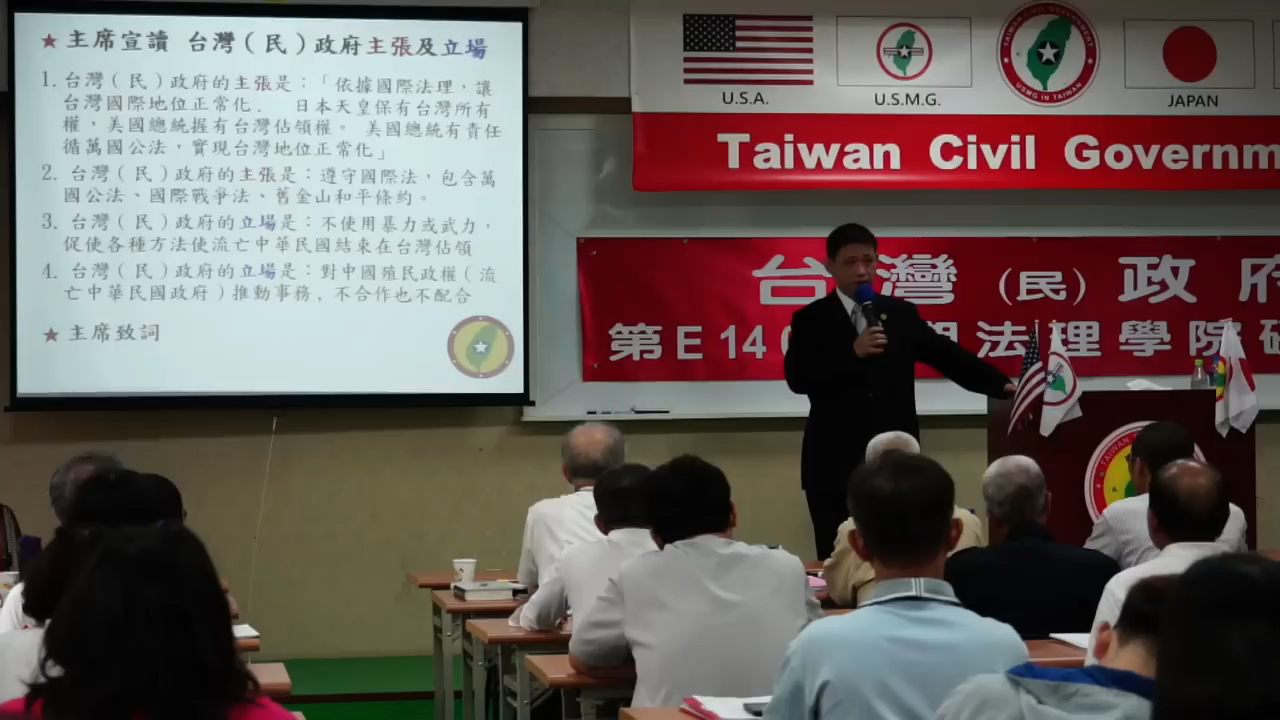 ★ 主席宣讀 台灣（民）政府主張及立場
1. 台灣（民）政府的主張是：「依據國際法理，讓
台灣國際地位正常化． 日本天皇保有台灣所有
權，美國總統握有台灣佔領權。 美國總統有責任
循萬國公法，實現台灣地位正常化」
2. 台灣（民）政府的主張是：遵守國際法，包含萬
國公法、國際戰爭法、舊金山和平條約。
3. 台灣（民）政府的立場是：不使用暴力或武力，
促使各種方法使流亡中華民國結束在台灣佔領
4. 台灣（民）政府的立場是：對中國殖民政權（流
亡中華民國政府）推動事務，不合作也不配合
★ 主席致詞
TAIWAN CIVIL GOVERNMENT
USMG IN TAIWAN
U.S.A.
U.S.M.G.
JAPAN
Taiwan Civil Governm
台灣（民）政府
第E14
法理學院研